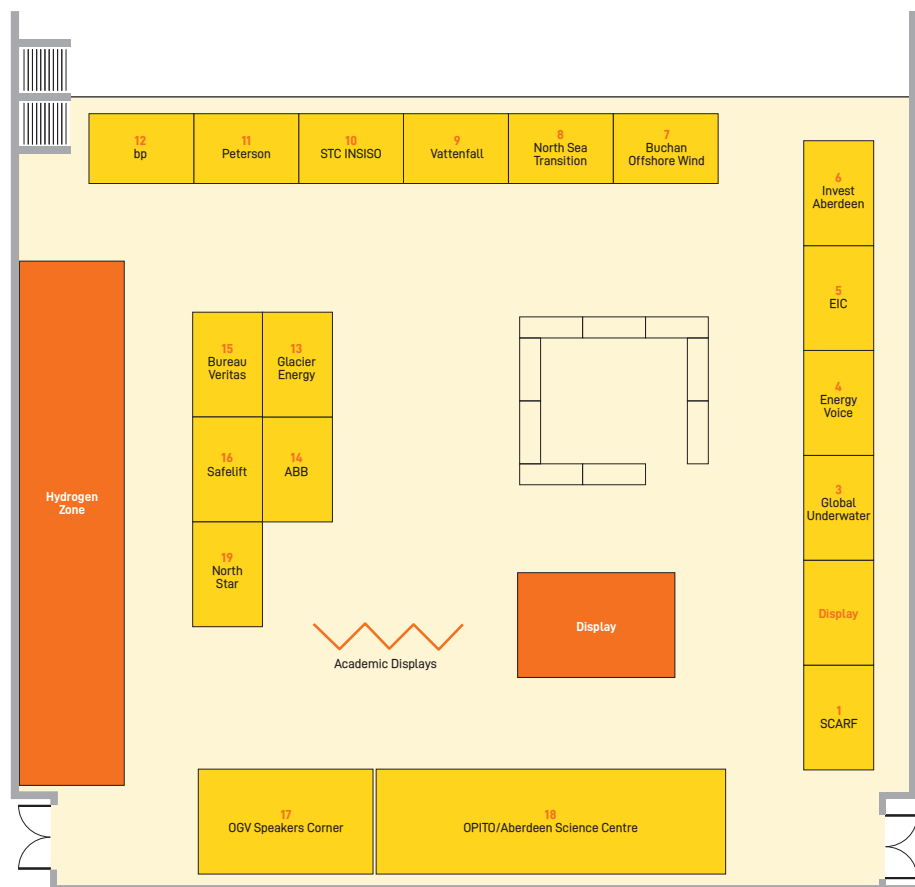 12
bp
11
Peterson
10
STC INSISO
9
Vattenfall
8
North Sea
Transition
7
Buchan
Offshore Wind
6
Invest
Aberdeen
5
EIC
4
Energy
Voice
3
Global
Underwater
Display
1
SCARF
Hydrogen
Zone
15
Bureau
Veritas
13
Glacier
Energy
16
Safelift
14
ABB
19
North
Star
Academic Displays
Display
17
OGV Speakers Corner
18
OPITO/Aberdeen Science Centre